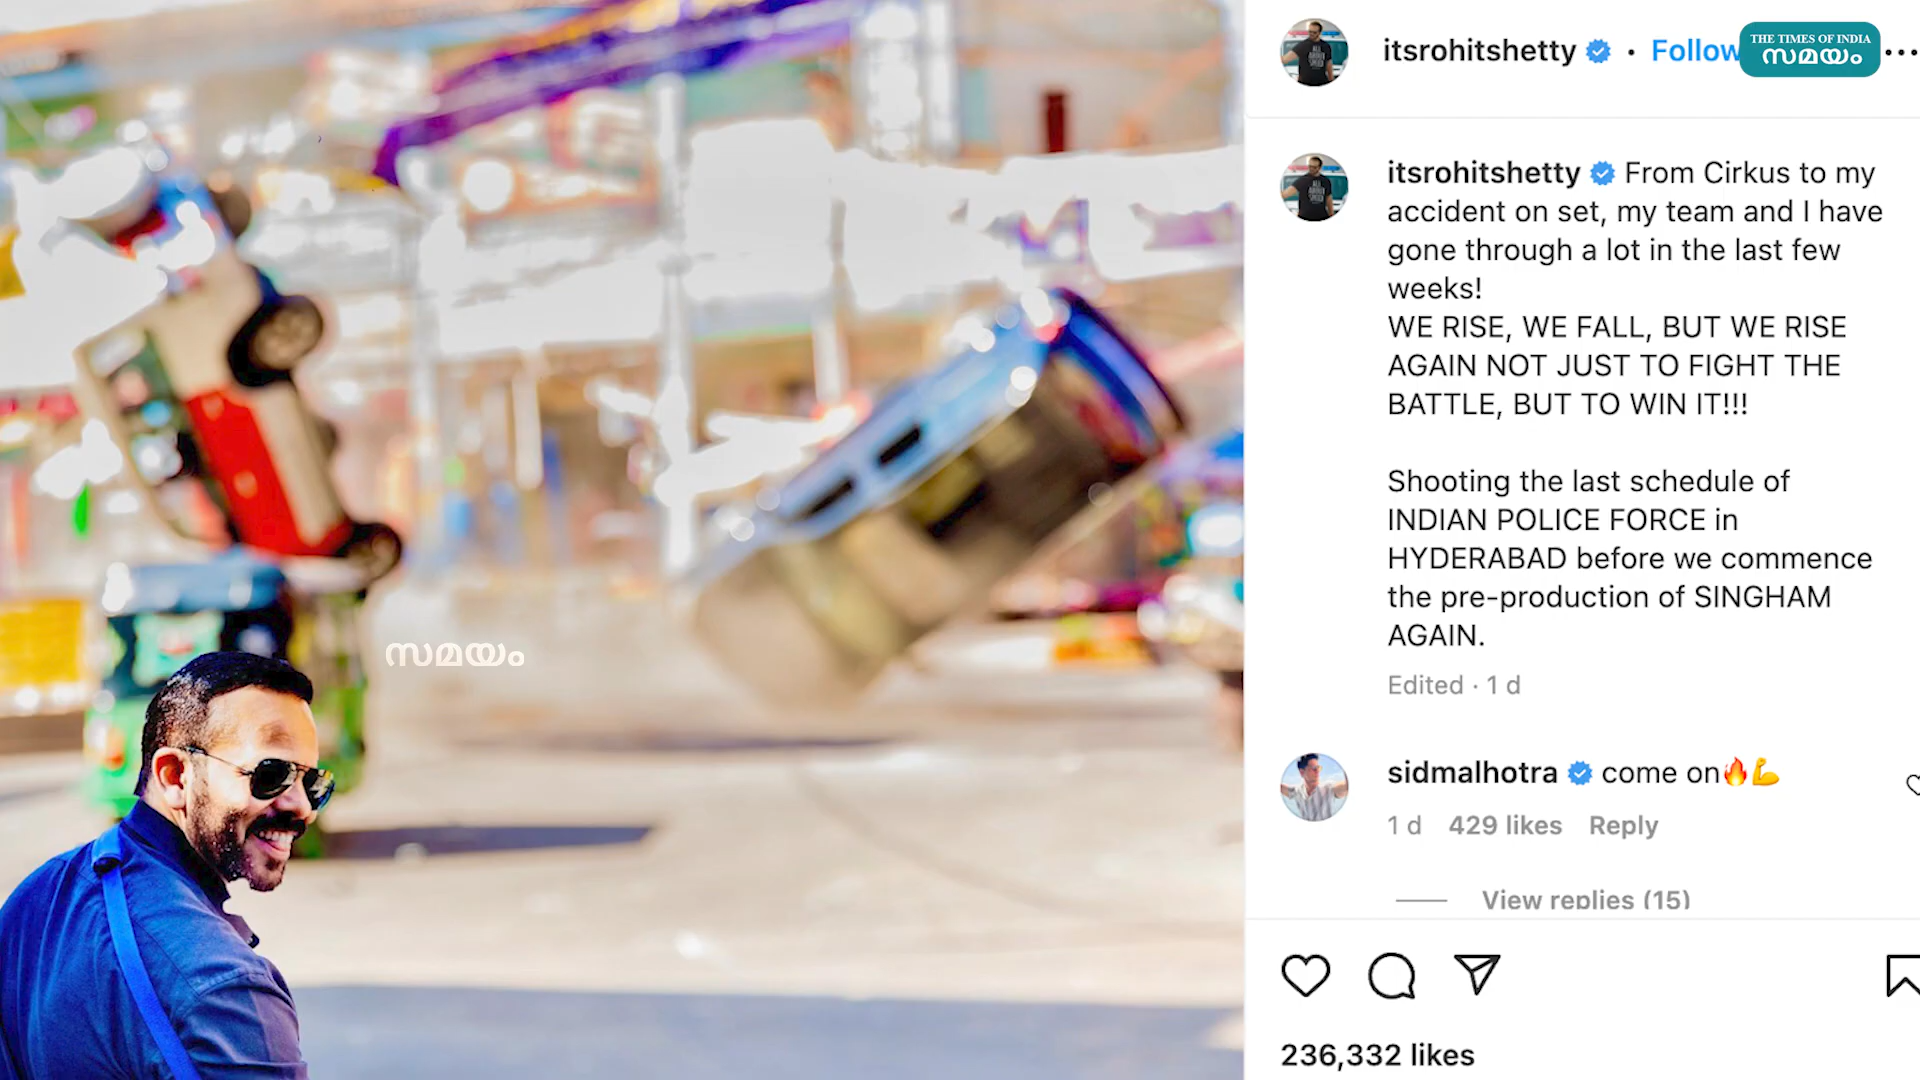 itsrohitshetty • Follow
THE TIMES OF INDIA
സമയം
itsrohitshetty From Cirkus to my
accident on set, my team and I have
gone through a lot in the last few
weeks!
WE RISE, WE FALL, BUT WE RISE
AGAIN NOT JUST TO FIGHT THE
BATTLE, BUT TO WIN IT!!!
Shooting the last schedule of
INDIAN POLICE FORCE in
HYDERABAD before we commence
the pre-production of SINGHAM
AGAIN.
Edited · 1 d
sidmalhotra come on🔥💪
1 d 429 likes Reply
View replies (15)
236,332 likes
സമയം